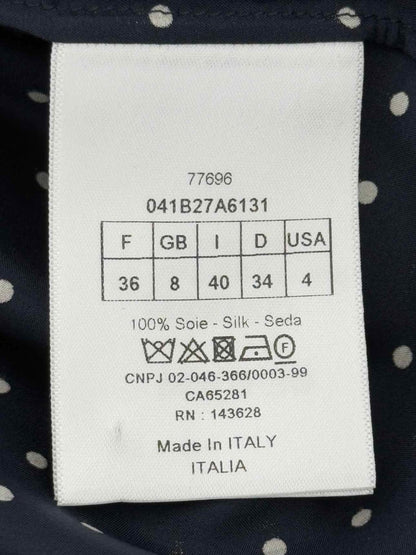 77696
041B27A6131
F GB I D USA
36 8 40 34 4
100% Soie - Silk - Seda
F
CNPJ 02-046-366/0003-99
CA65281
RN : 143628
Made In ITALY
ITALIA